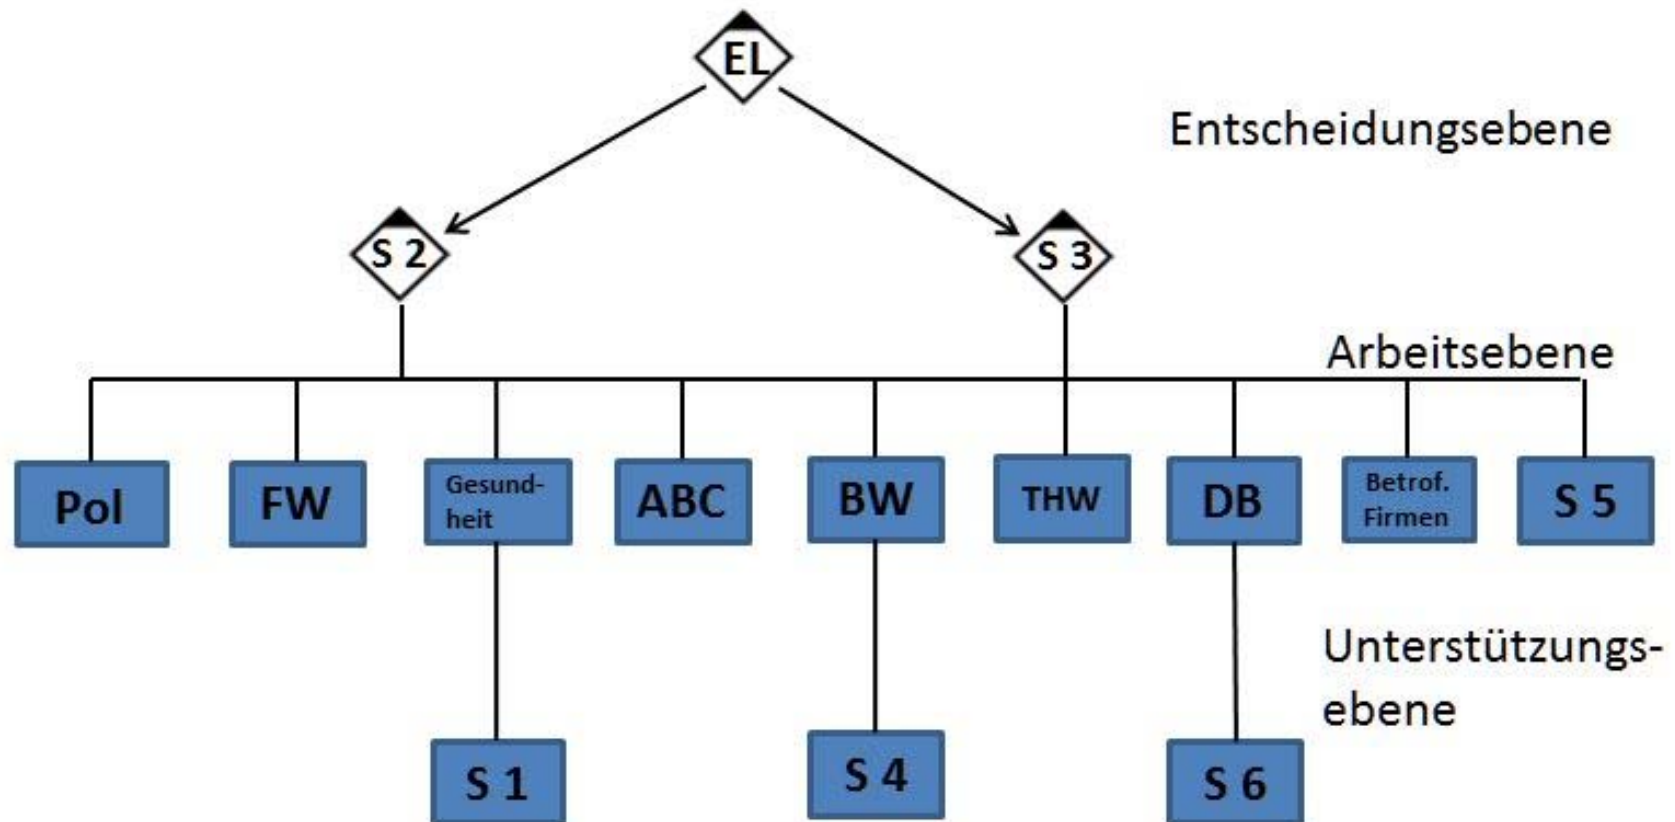 EL
Entscheidungsebene
S 2
S 3
Arbeitsebene
Pol
FW
Gesund-
heit
ABC
BW
THW
DB
Betrof.
Firmen
S 5
Unterstützungs-
ebene
S 1
S 4
S 6